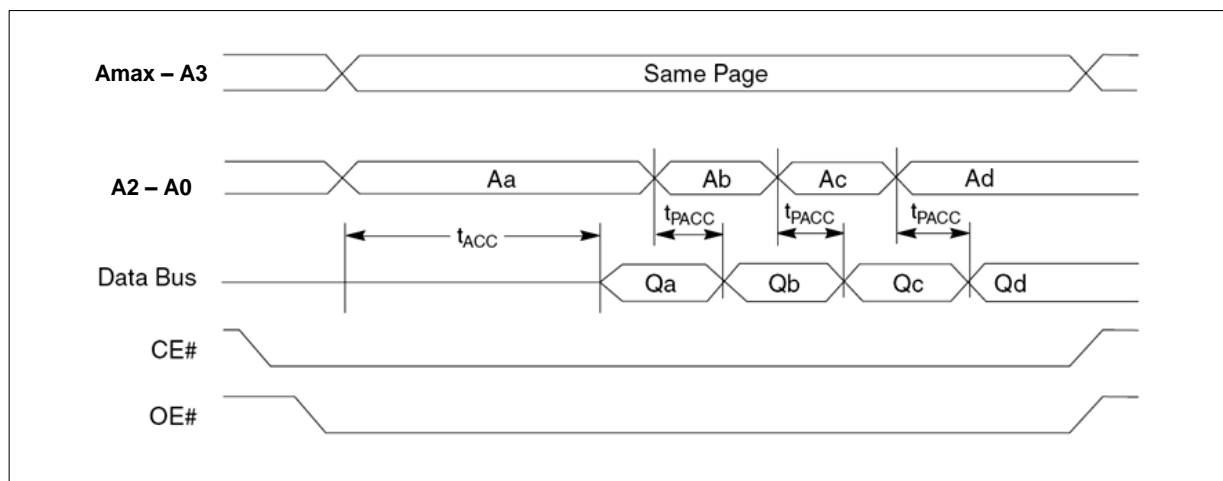 Amax – A3
Same Page
A2 – A0
Aa
Ab
Ac
Ad
tACC
tPACC
tPACC
tPACC
Data Bus
Qa
Qb
Qc
Qd
CE#
OE#